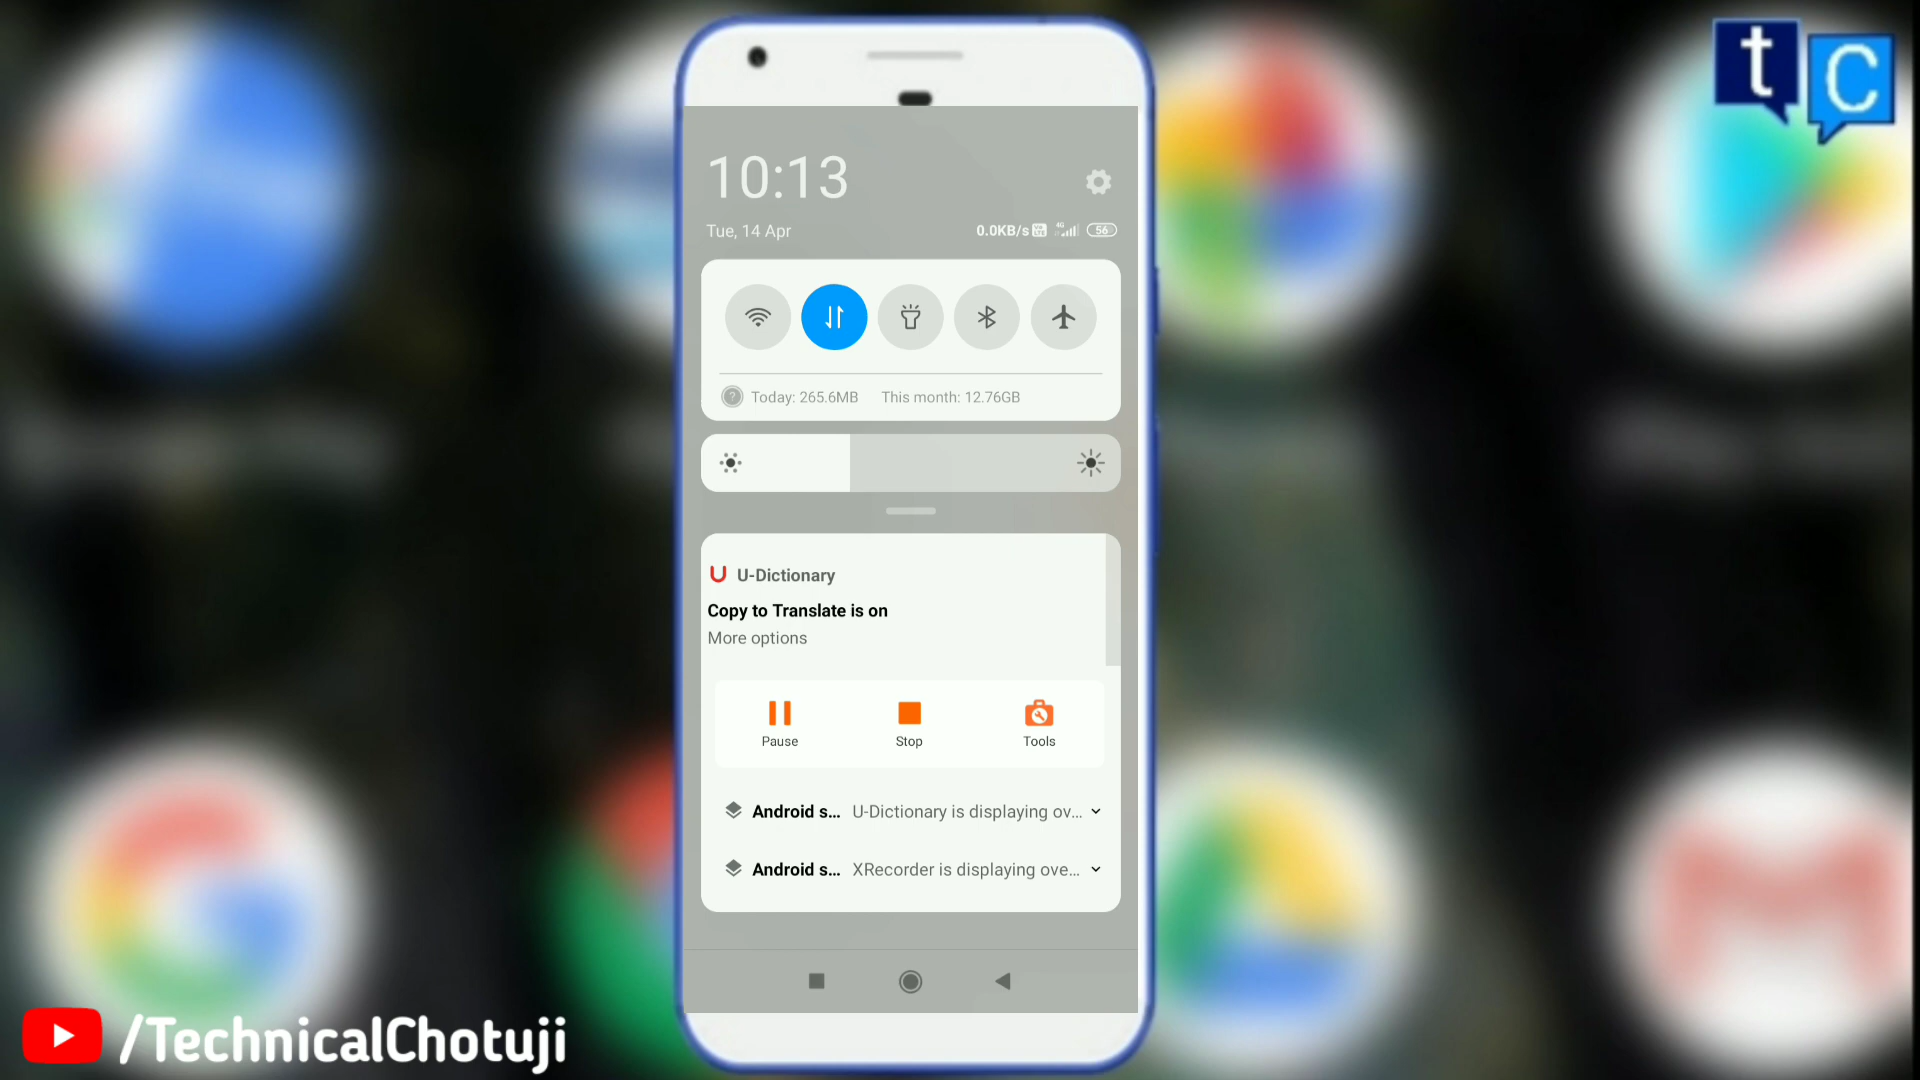 t
C
10:13
Tue, 14 Apr
0.0KB/s 4G 56
Today: 265.6MB This month: 12.76GB
U-Dictionary
Copy to Translate is on
More options
Pause Stop Tools
Android s... U-Dictionary is displaying ov...
Android s... XRecorder is displaying ove...
/TechnicalChotuji